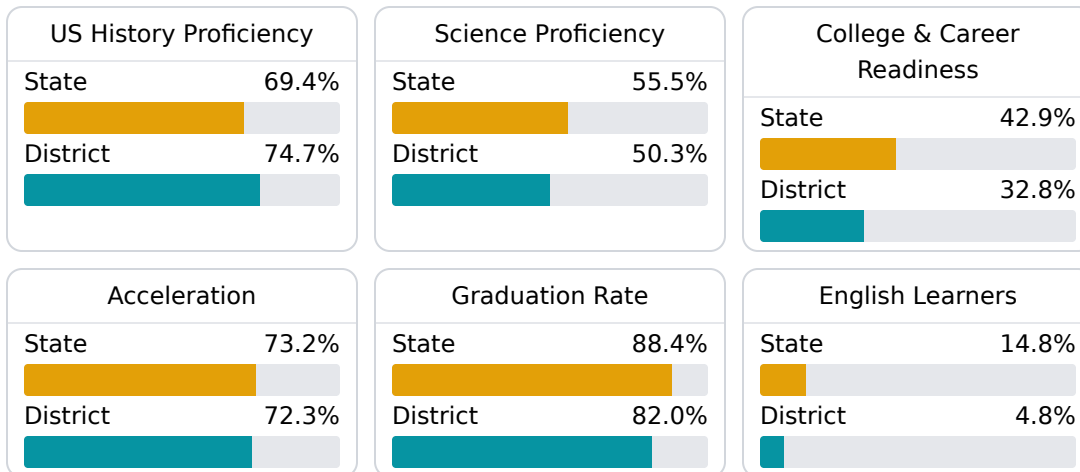 US History Proficiency
State 69.4%
District 74.7%
Science Proficiency
State 55.5%
District 50.3%
College & Career
Readiness
State 42.9%
District 32.8%
Acceleration
State 73.2%
District 72.3%
Graduation Rate
State 88.4%
District 82.0%
English Learners
State 14.8%
District 4.8%